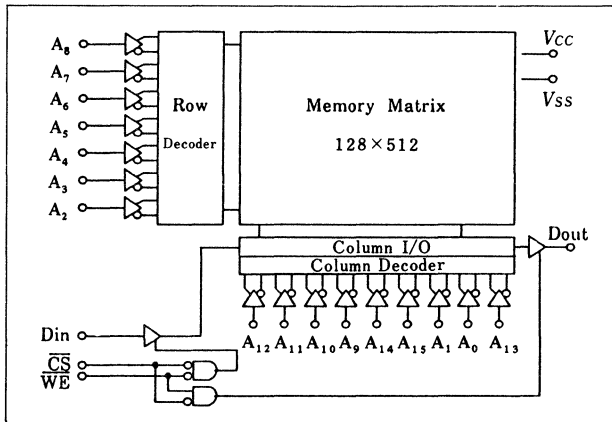 A8
A7
A6
A5
A4
A3
A2
Row
Decoder
Memory Matrix
128×512
VCC
VSS
Column I/O
Column Decoder
Dout
Din
CS
WE
A12 A11 A10 A9 A14 A15 A1 A0 A13